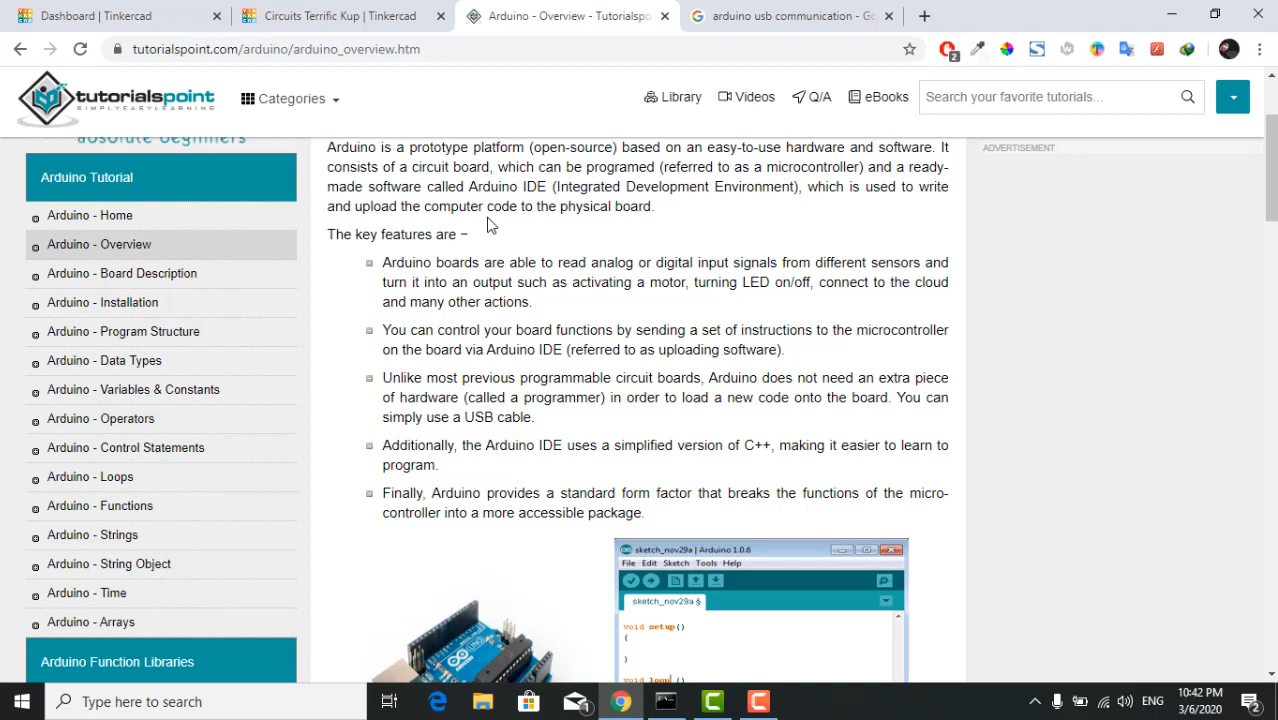 Dashboard | Tinkercad
Circuits Terrific Kup | Tinkercad
Arduino - Overview - Tutorialspo
arduino usb communication - Go
tutorialspoint.com/arduino/arduino_overview.htm
2
tutorialspoint
SIMPLYEASYLEARNING
Categories
Library
Videos
Q/A
eBooks
Search your favorite tutorials...
absolute beginners
Arduino Tutorial
Arduino - Home
Arduino - Overview
Arduino - Board Description
Arduino - Installation
Arduino - Program Structure
Arduino - Data Types
Arduino - Variables & Constants
Arduino - Operators
Arduino - Control Statements
Arduino - Loops
Arduino - Functions
Arduino - Strings
Arduino - String Object
Arduino - Time
Arduino - Arrays
Arduino Function Libraries
Arduino is a prototype platform (open-source) based on an easy-to-use hardware and software. It
consists of a circuit board, which can be programed (referred to as a microcontroller) and a ready-
made software called Arduino IDE (Integrated Development Environment), which is used to write
and upload the computer code to the physical board.
The key features are −
Arduino boards are able to read analog or digital input signals from different sensors and
turn it into an output such as activating a motor, turning LED on/off, connect to the cloud
and many other actions.
You can control your board functions by sending a set of instructions to the microcontroller
on the board via Arduino IDE (referred to as uploading software).
Unlike most previous programmable circuit boards, Arduino does not need an extra piece
of hardware (called a programmer) in order to load a new code onto the board. You can
simply use a USB cable.
Additionally, the Arduino IDE uses a simplified version of C++, making it easier to learn to
program.
Finally, Arduino provides a standard form factor that breaks the functions of the micro-
controller into a more accessible package.
sketch_nov29a | Arduino 1.0.6
File Edit Sketch Tools Help
sketch_nov29a §
void setup()
{
}
void loop ()
ARDUINO
ADVERTISEMENT
Type here to search
1
ENG
10:42 PM
3/6/2020
2